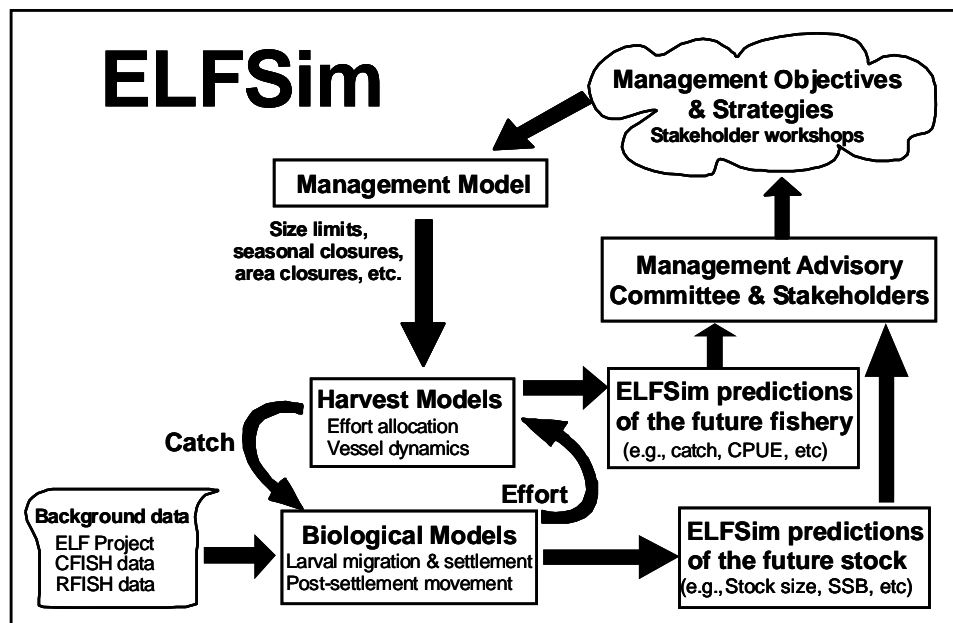 ELFSim
Management Objectives
& Strategies
Stakeholder workshops
Management Model
Size limits,
seasonal closures,
area closures, etc.
Management Advisory
Committee & Stakeholders
Harvest Models
Effort allocation
Vessel dynamics
ELFSim predictions
of the future fishery
(e.g., catch, CPUE, etc)
Catch
Effort
Background data
ELF Project
CFISH data
RFISH data
Biological Models
Larval migration & settlement
Post-settlement movement
ELFSim predictions
of the future stock
(e.g., Stock size, SSB, etc)